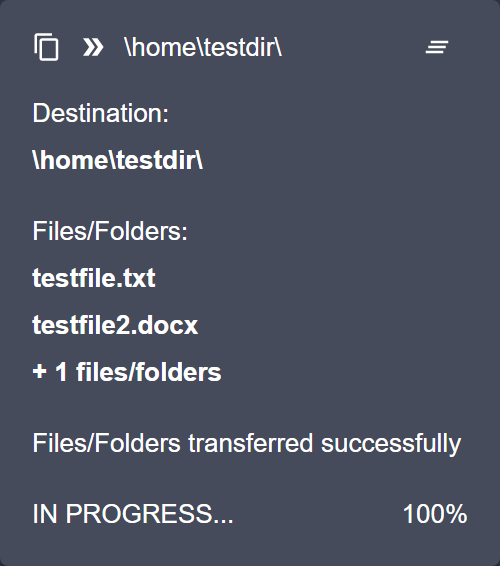 \home\testdir\
Destination:
\home\testdir\
Files/Folders:
testfile.txt
testfile2.docx
+ 1 files/folders
Files/Folders transferred successfully
IN PROGRESS... 100%